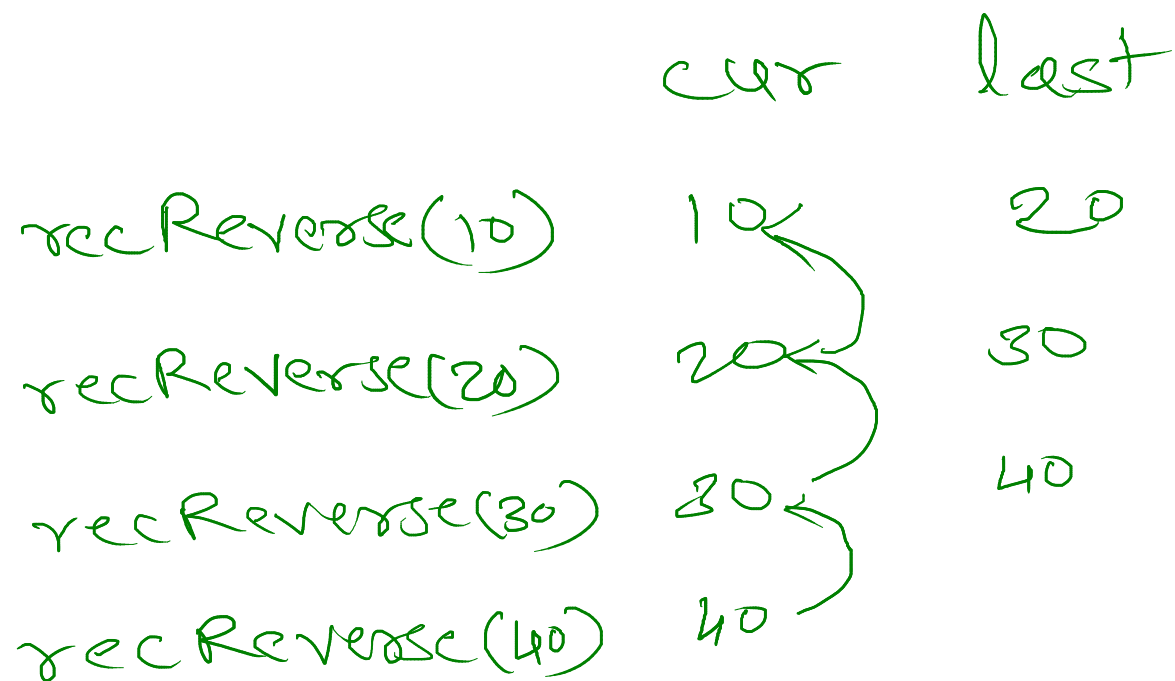 cur last
recReverse(10) 10 20
recReverse(20) 20 30
recReverse(30) 30 40
recReverse(40) 40